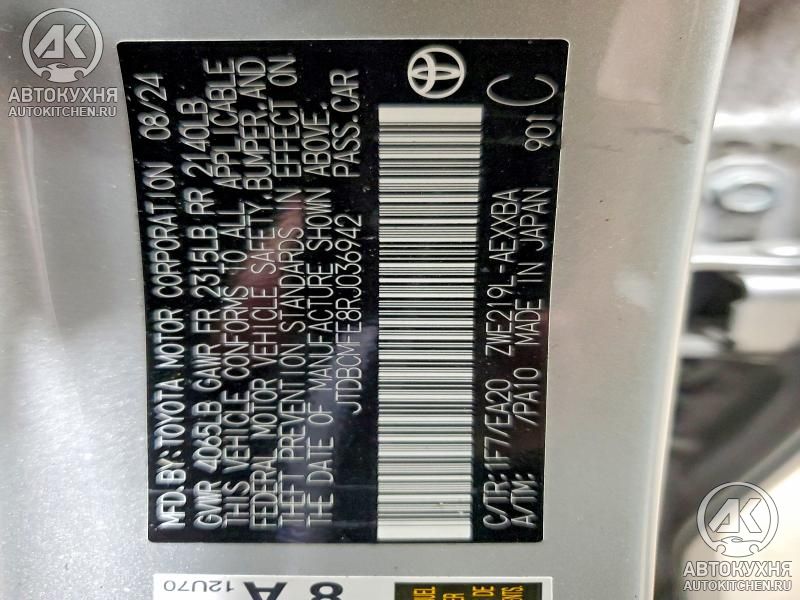 АВТОКУХНЯ
AUTOKITCHEN.RU
MFD.BY: TOYOTA MOTOR CORPORATION 08/24
GVWR 4065LB GAWR FR 2315LB RR 2140LB
THIS VEHICLE CONFORMS TO ALL APPLICABLE
FEDERAL MOTOR VEHICLE SAFETY, BUMPER, AND
THEFT PREVENTION STANDARDS IN EFFECT ON
THE DATE OF MANUFACTURE SHOWN ABOVE.
JTDBCMFE8RJ036942 PASS.CAR
C/TR: 1F7/EA20 ZWE219L-AEXXBA 901 C
A/TM: /PA10 MADE IN JAPAN
8 A
12U70
DE
АВТОКУХНЯ
AUTOKITCHEN.RU